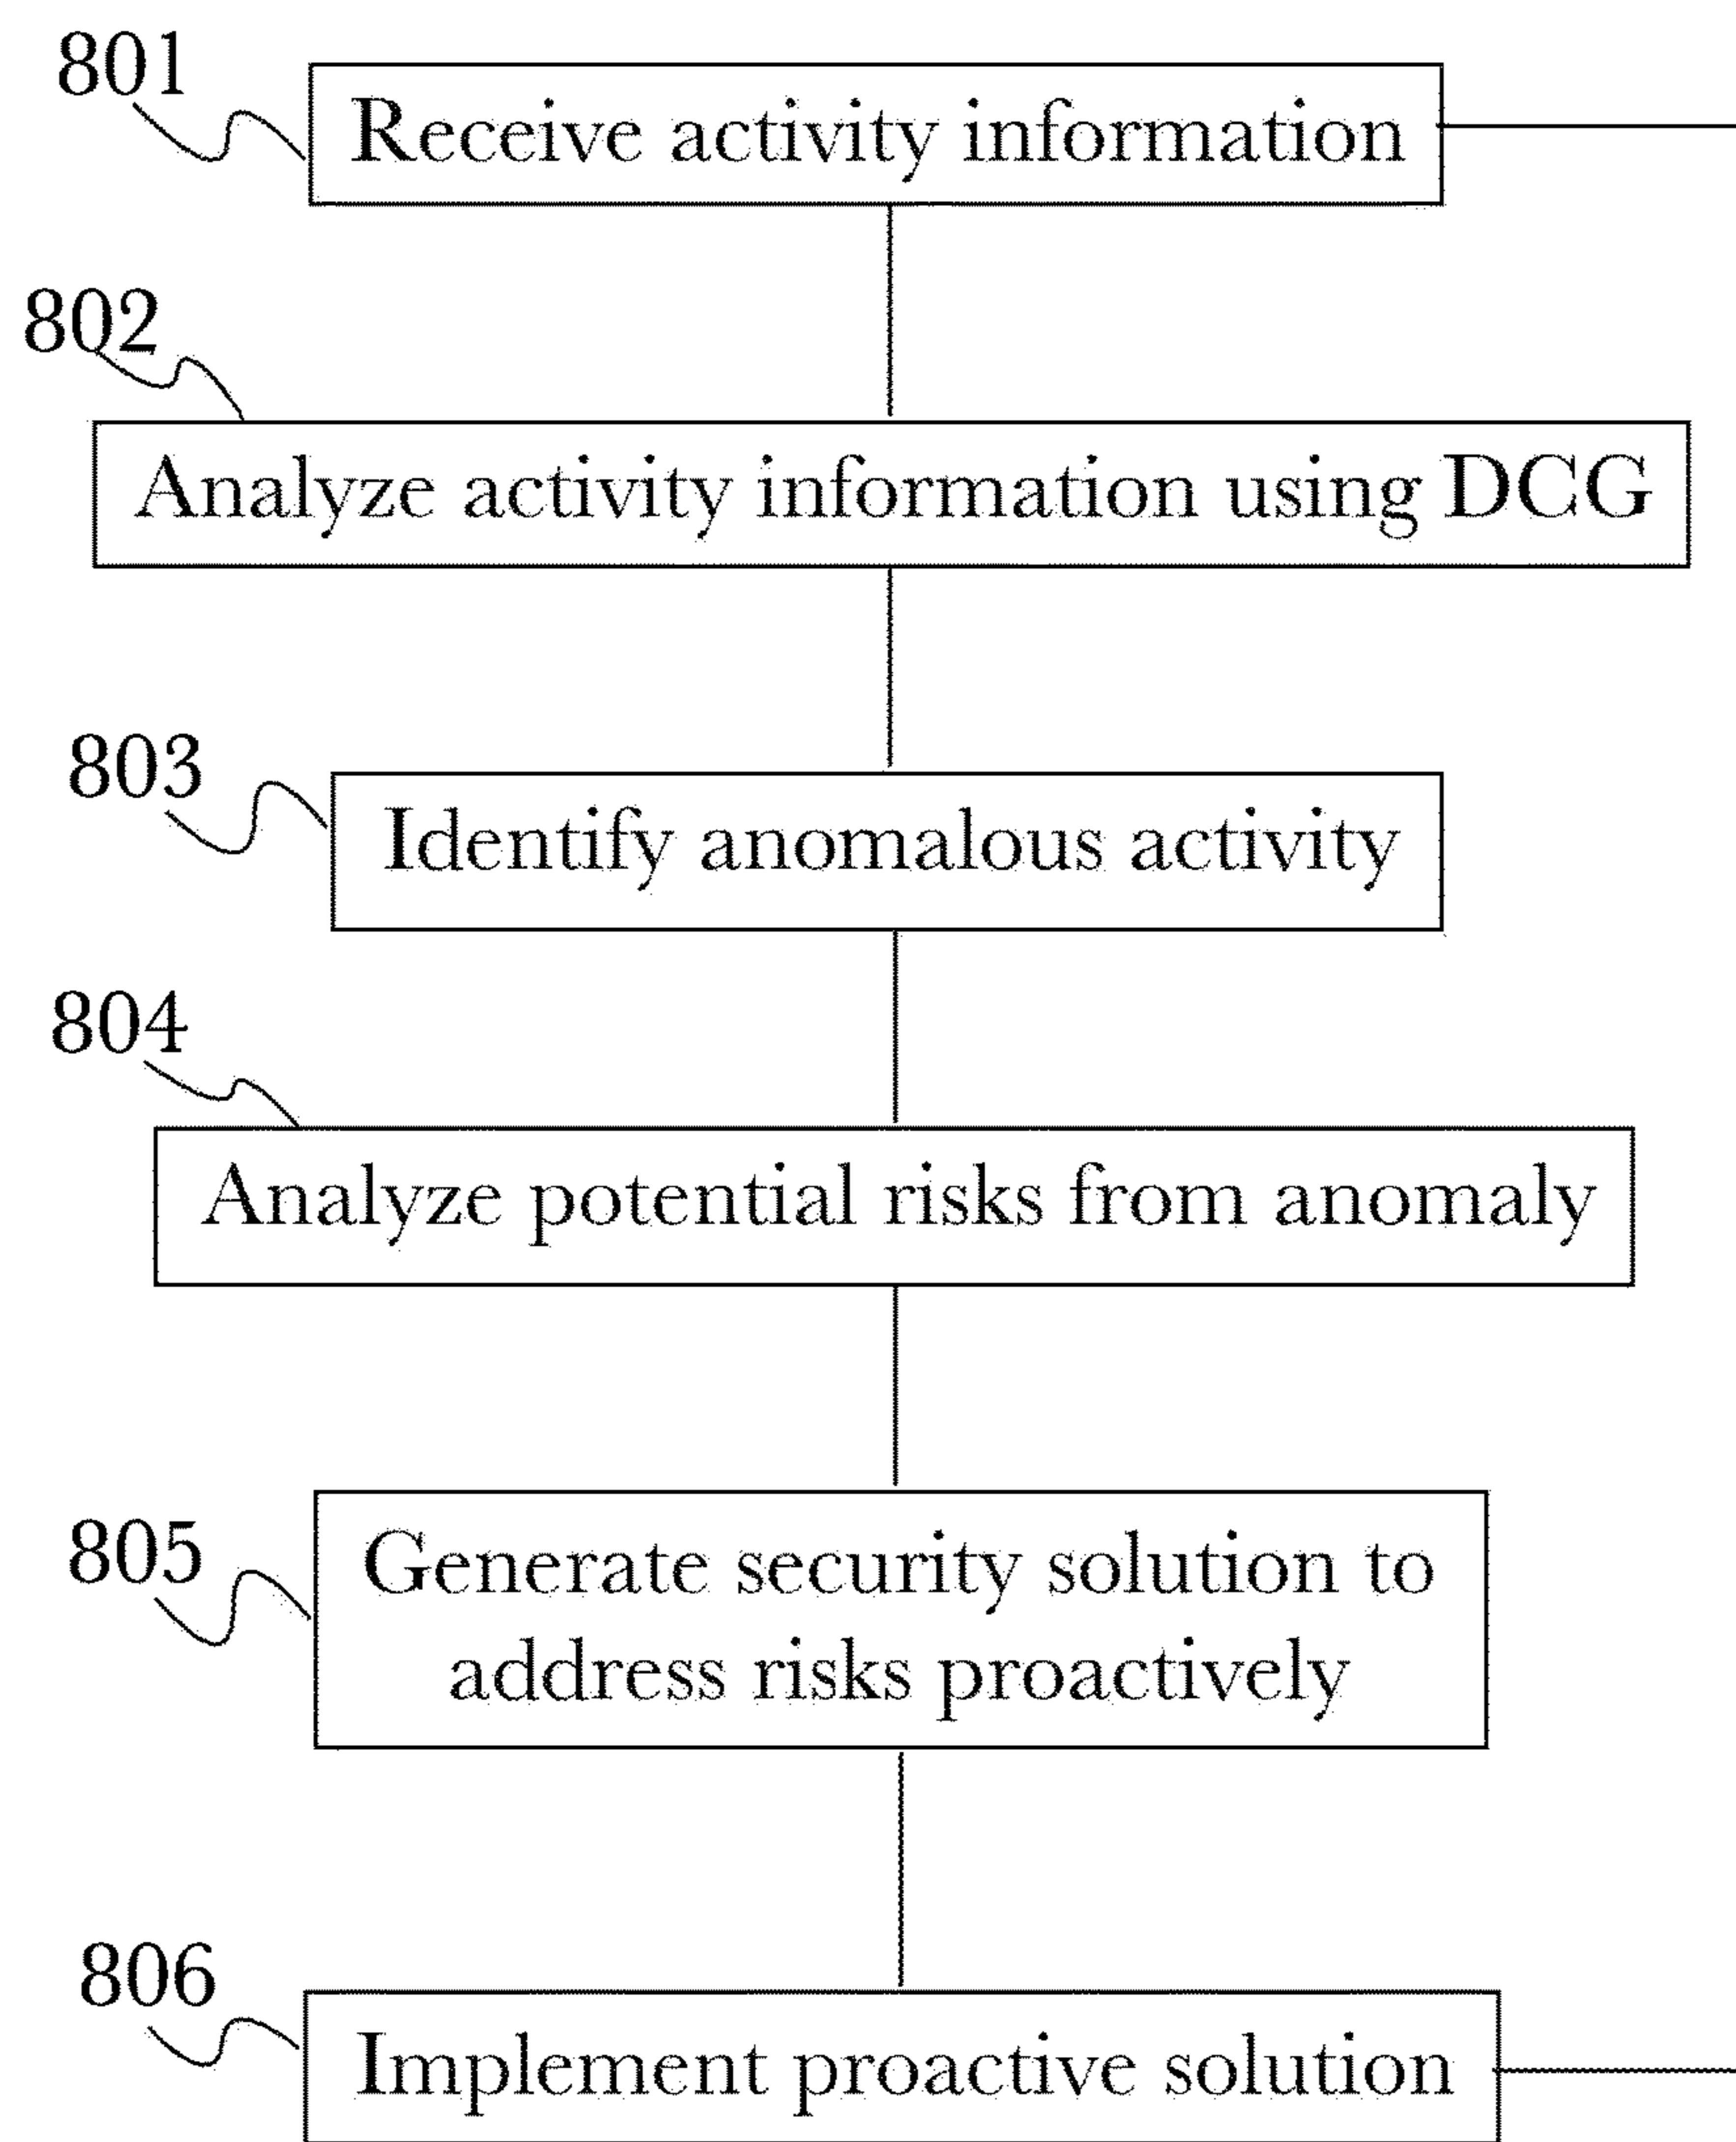 801
Receive activity information
802
Analyze activity information using DCG
803
Identify anomalous activity
804
Analyze potential risks from anomaly
805
Generate security solution to
address risks proactively
806
Implement proactive solution